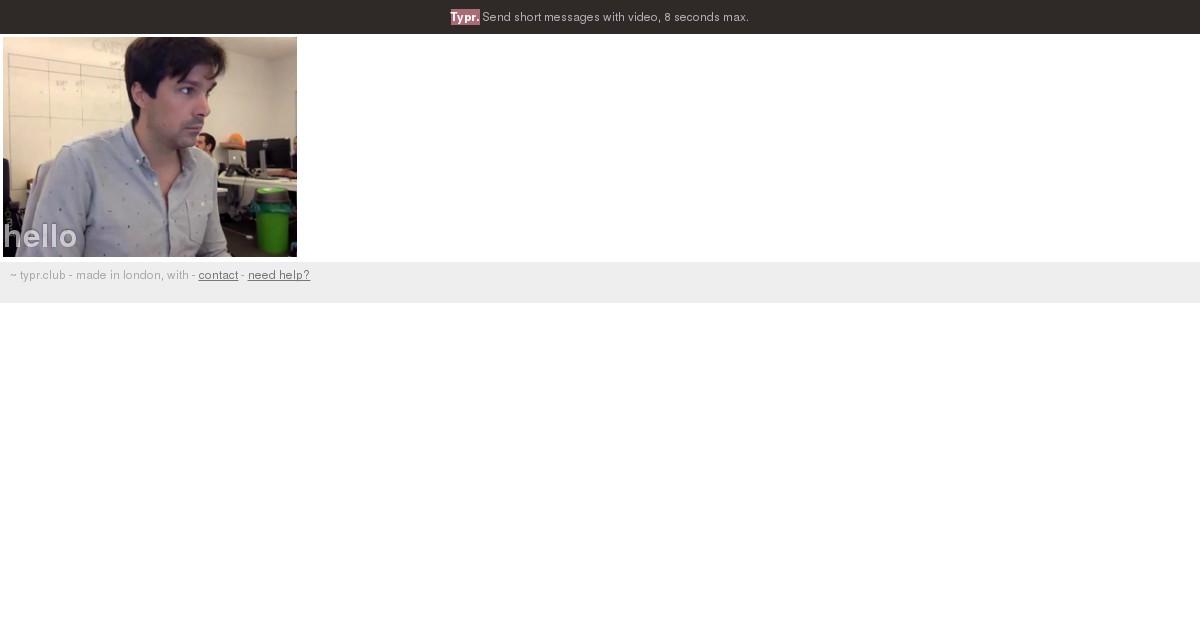 Typr. Send short messages with video, 8 seconds max.
hello
~ typr.club - made in london, with - contact - need help?